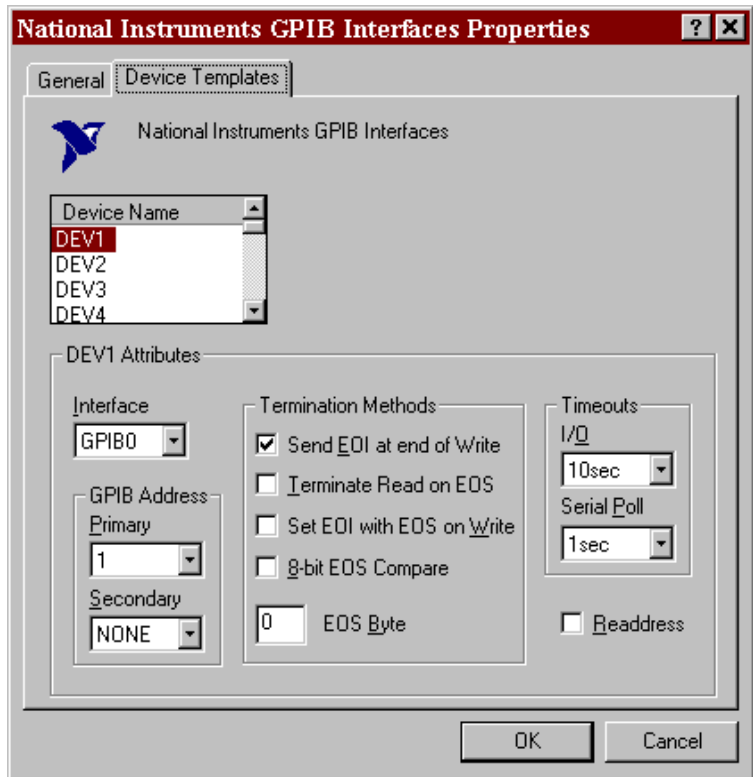 National Instruments GPIB Interfaces Properties ? X
General Device Templates
National Instruments GPIB Interfaces
Device Name
DEV1
DEV2
DEV3
DEV4
DEV1 Attributes
Interface
GPIB0
GPIB Address
Primary
1
Secondary
NONE
Termination Methods
Send EOI at end of Write
Terminate Read on EOS
Set EOI with EOS on Write
8-bit EOS Compare
0 EOS Byte
Timeouts
I/O
10sec
Serial Poll
1sec
Readdress
OK Cancel